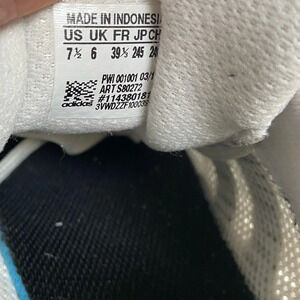 MADE IN INDONESIA
US UK FR JP CH
7½ 6 39⅓ 245 240
PWI 001001 03/1
ART S80272
#114380181
adidas